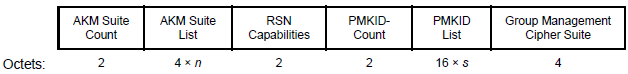 AKM Suite Count AKM Suite List RSN Capabilities PMKID-Count PMKID List Group Management Cipher Suite
Octets: 2 4 × n 2 2 16 × s 4